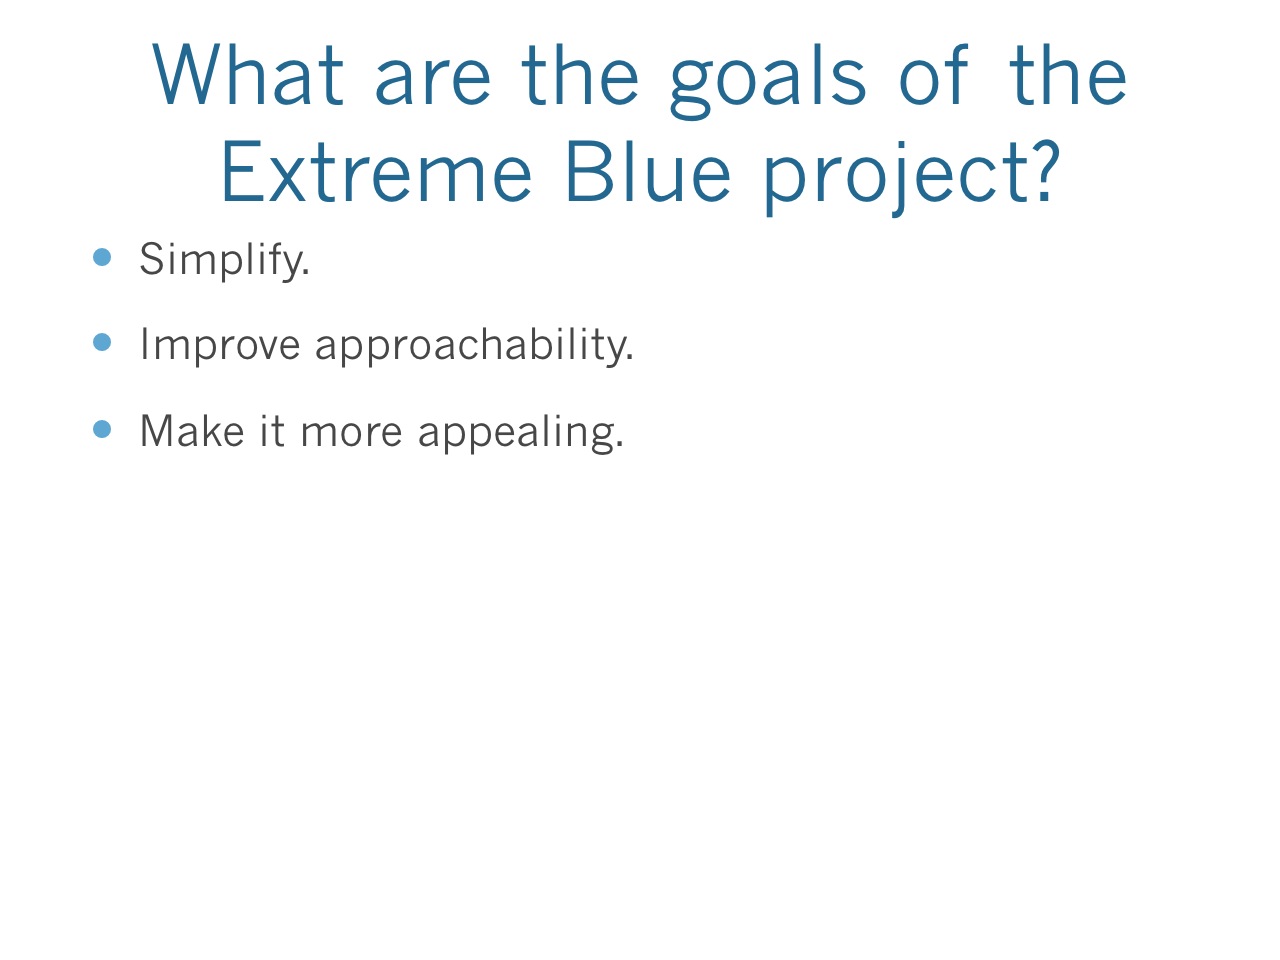 What are the goals of the
Extreme Blue project?
• Simplify.
• Improve approachability.
• Make it more appealing.